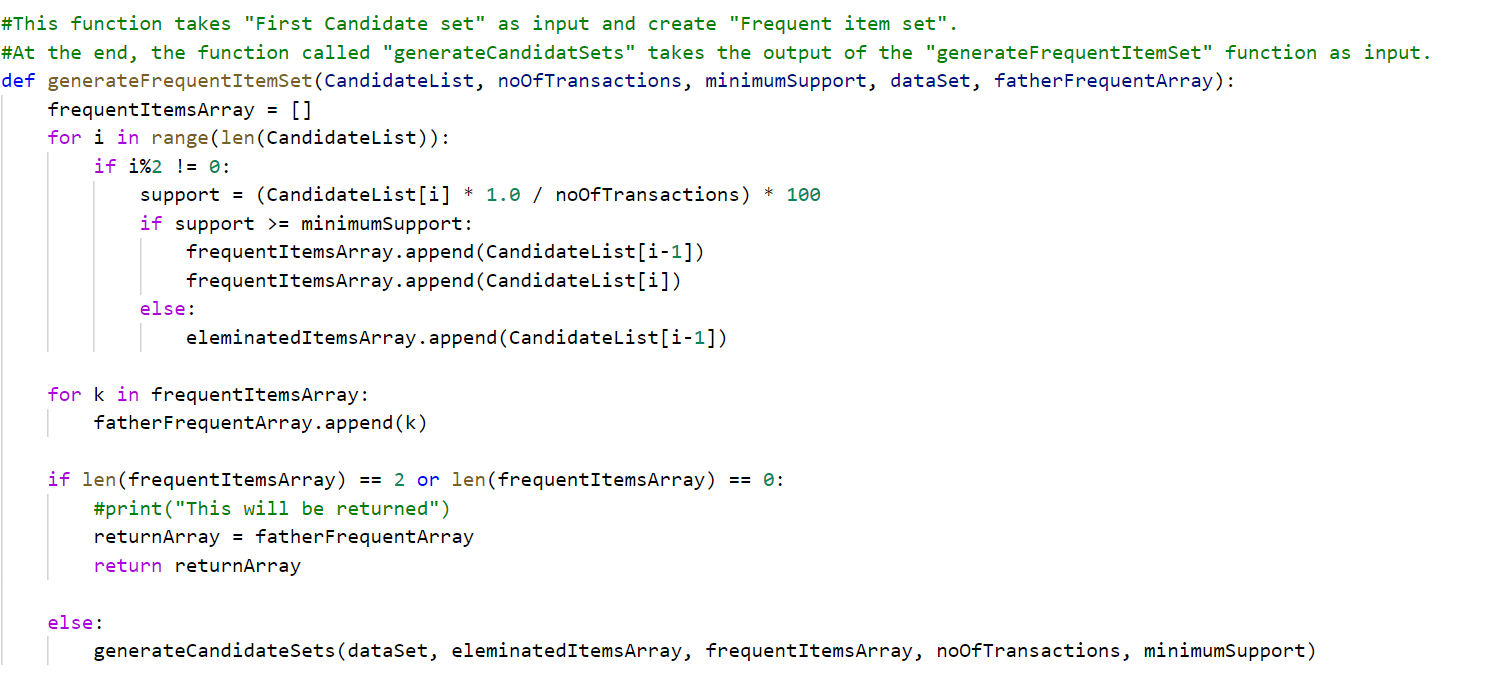 #This function takes "First Candidate set" as input and create "Frequent item set".
#At the end, the function called "generateCandidatSets" takes the output of the "generateFrequentItemSet" function as input.
def generateFrequentItemSet(CandidateList, noOfTransactions, minimumSupport, dataSet, fatherFrequentArray):
    frequentItemsArray = []
    for i in range(len(CandidateList)):
        if i%2 != 0:
            support = (CandidateList[i] * 1.0 / noOfTransactions) * 100
            if support >= minimumSupport:
                frequentItemsArray.append(CandidateList[i-1])
                frequentItemsArray.append(CandidateList[i])
            else:
                eleminatedItemsArray.append(CandidateList[i-1])

    for k in frequentItemsArray:
        fatherFrequentArray.append(k)

    if len(frequentItemsArray) == 2 or len(frequentItemsArray) == 0:
        #print("This will be returned")
        returnArray = fatherFrequentArray
        return returnArray

    else:
        generateCandidateSets(dataSet, eleminatedItemsArray, frequentItemsArray, noOfTransactions, minimumSupport)